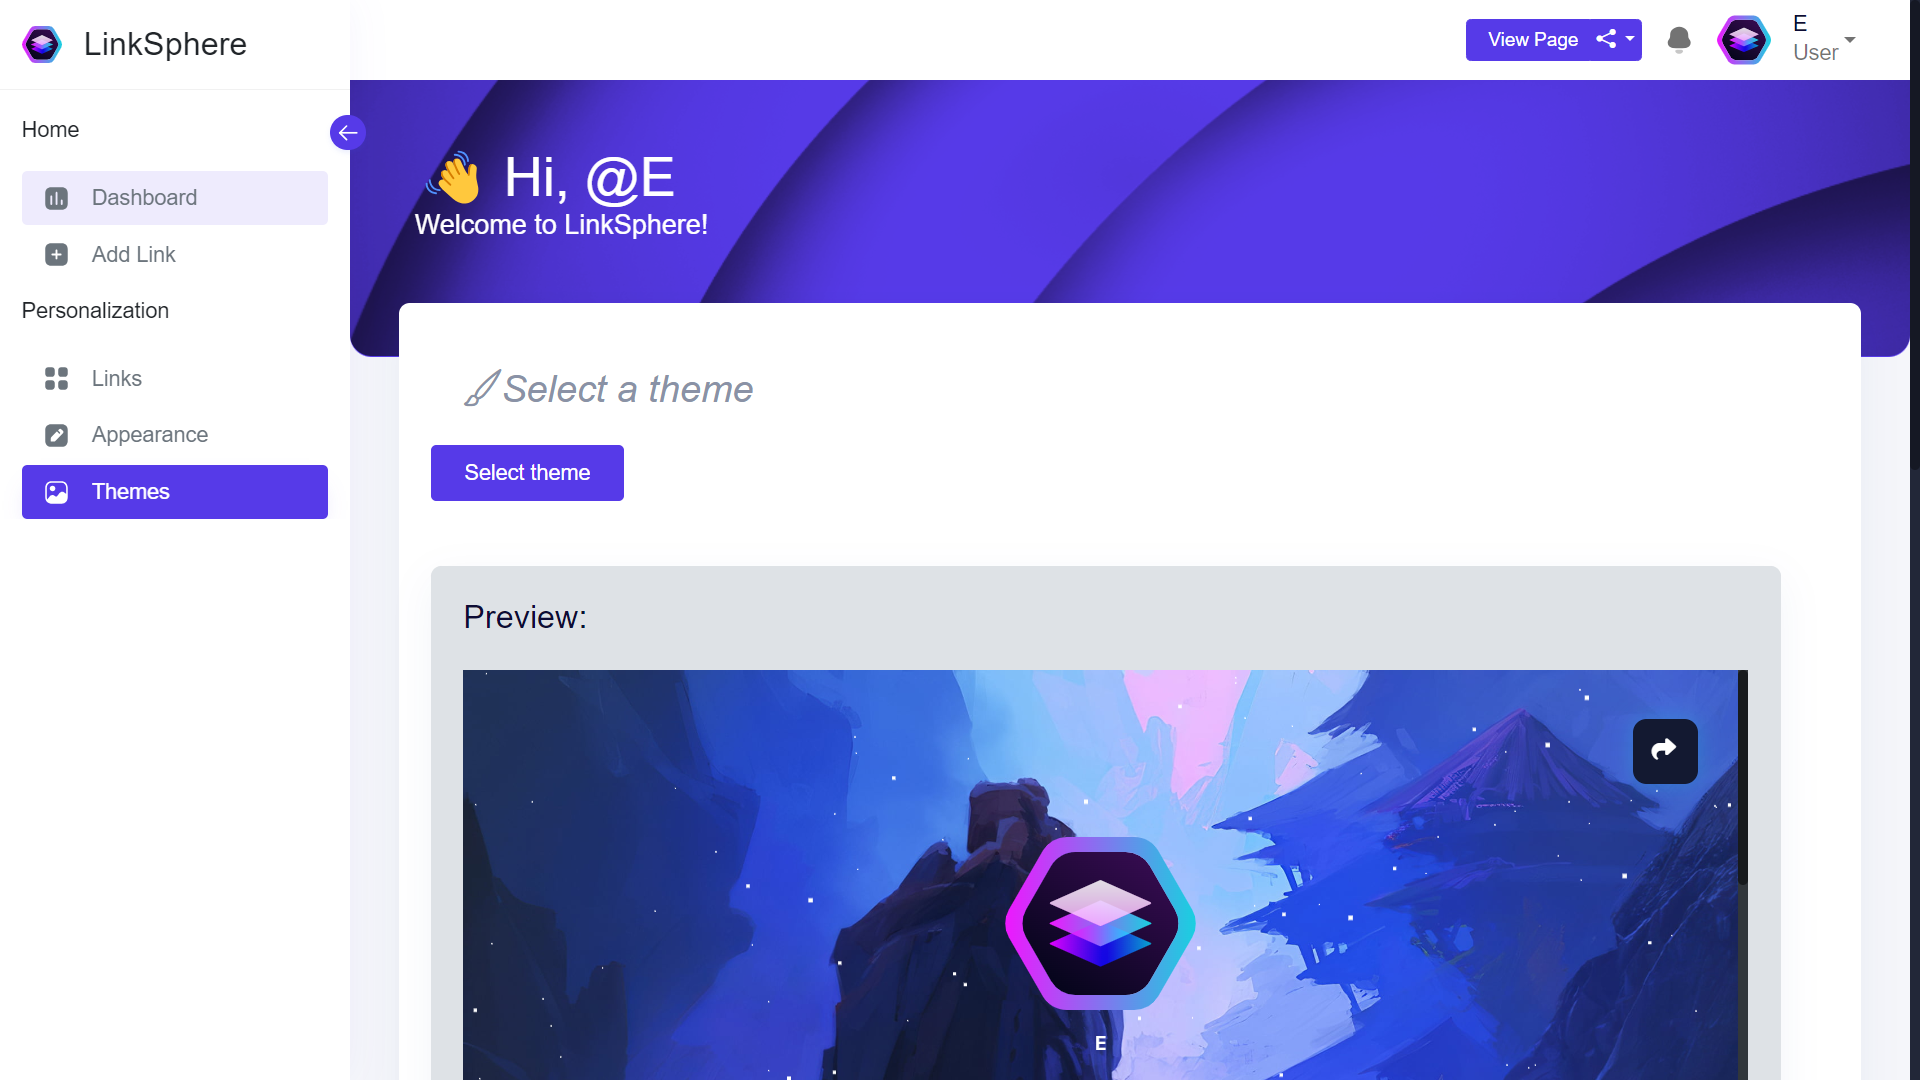 LinkSphere
View Page
E
User
Home
Dashboard
Add Link
Personalization
Links
Appearance
Themes
👋 Hi, @E
Welcome to LinkSphere!
Select a theme
Select theme
Preview:
E